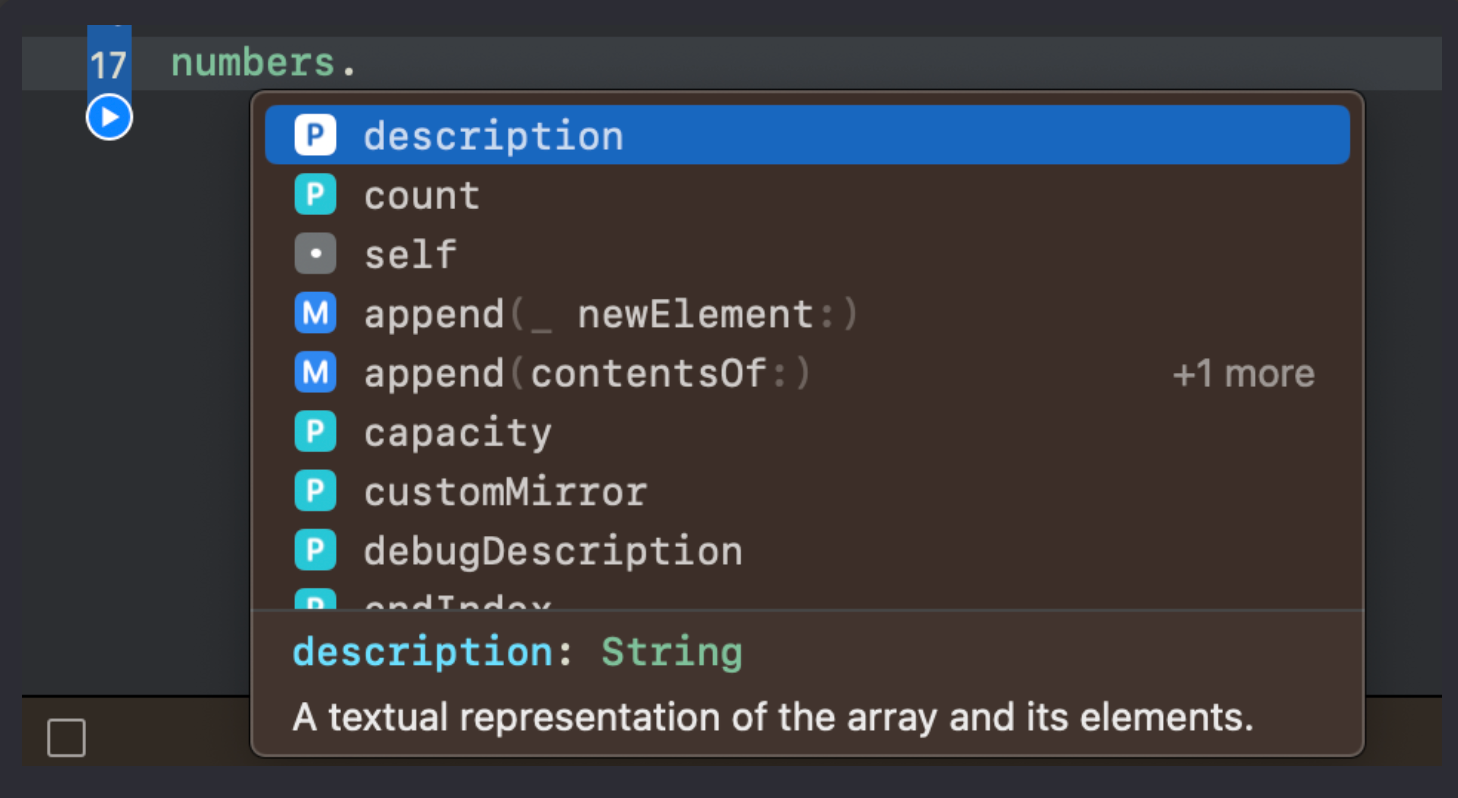 17 numbers.
P description
P count
self
M append(_ newElement:)
M append(contentsOf:) +1 more
P capacity
P customMirror
P debugDescription
P endIndex
description: String
A textual representation of the array and its elements.